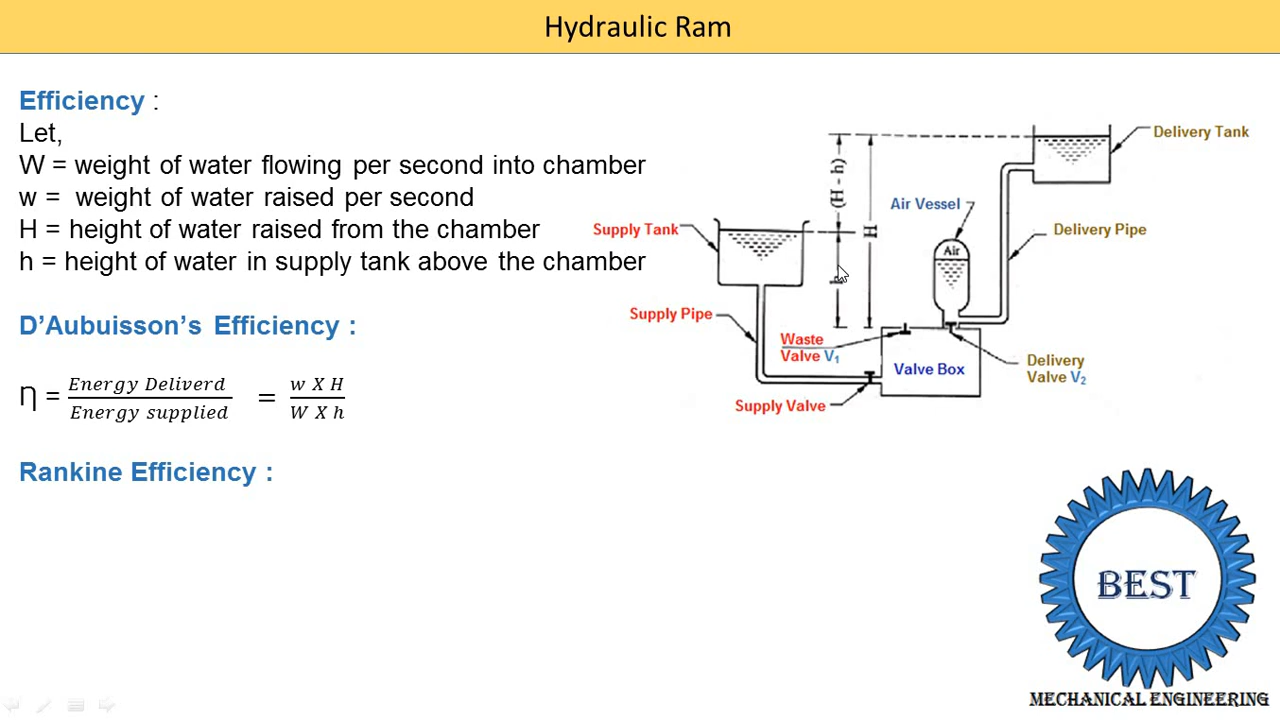 Hydraulic Ram
Efficiency :
Let,
W = weight of water flowing per second into chamber
w = weight of water raised per second
H = height of water raised from the chamber
h = height of water in supply tank above the chamber
D’Aubuisson’s Efficiency :
η = Energy Deliverd / Energy supplied = w X H / W X h
Rankine Efficiency :
Delivery Tank
(H - h)
H
Air Vessel
Supply Tank
Air
Delivery Pipe
Supply Pipe
Waste
Valve V₁
Valve Box
Delivery
Valve V₂
Supply Valve
BEST
MECHANICAL ENGINEERING